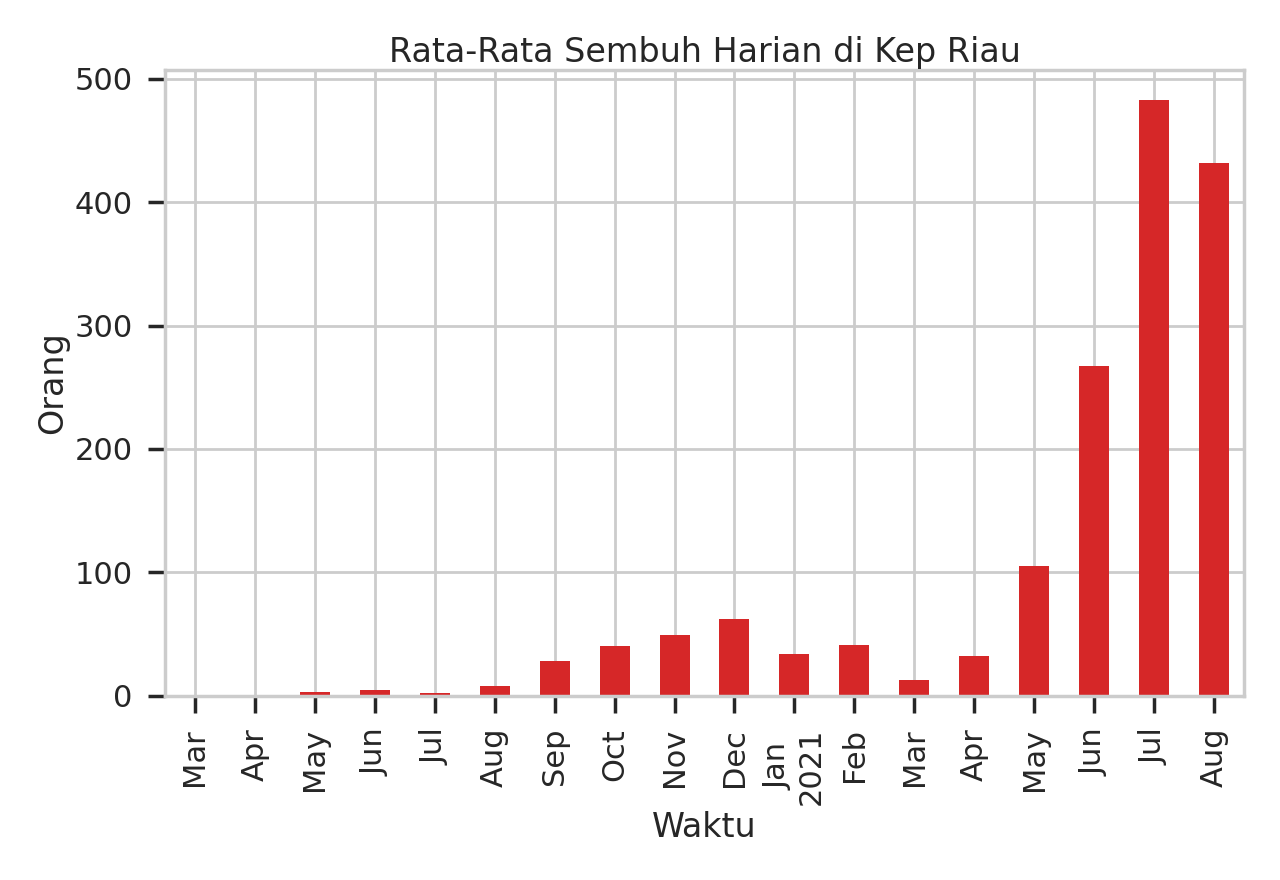 Rata-Rata Sembuh Harian di Kep Riau
500
400
300
200
100
0
Orang
Mar
Apr
May
Jun
Jul
Aug
Sep
Oct
Nov
Dec
Jan
2021
Feb
Mar
Apr
May
Jun
Jul
Aug
Waktu